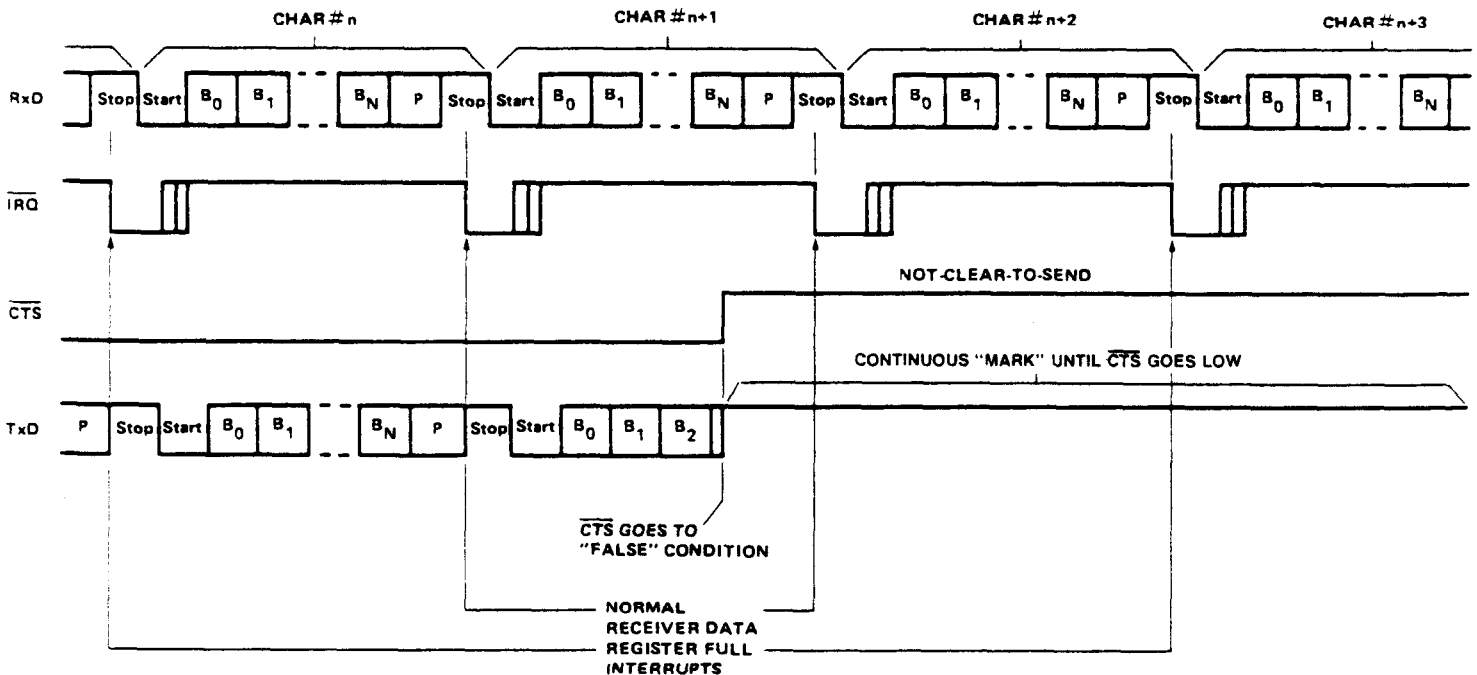 CHAR#n CHAR#n+1 CHAR#n+2 CHAR#n+3
RxD Stop Start B0 B1 BN P Stop Start B0 B1 BN P Stop Start B0 B1 BN P Stop Start B0 B1 BN
IRQ
NOT-CLEAR-TO-SEND
CTS
CONTINUOUS "MARK" UNTIL CTS GOES LOW
TxD P Stop Start B0 B1 BN P Stop Start B0 B1 B2
CTS GOES TO
"FALSE" CONDITION
NORMAL
RECEIVER DATA
REGISTER FULL
INTERRUPTS